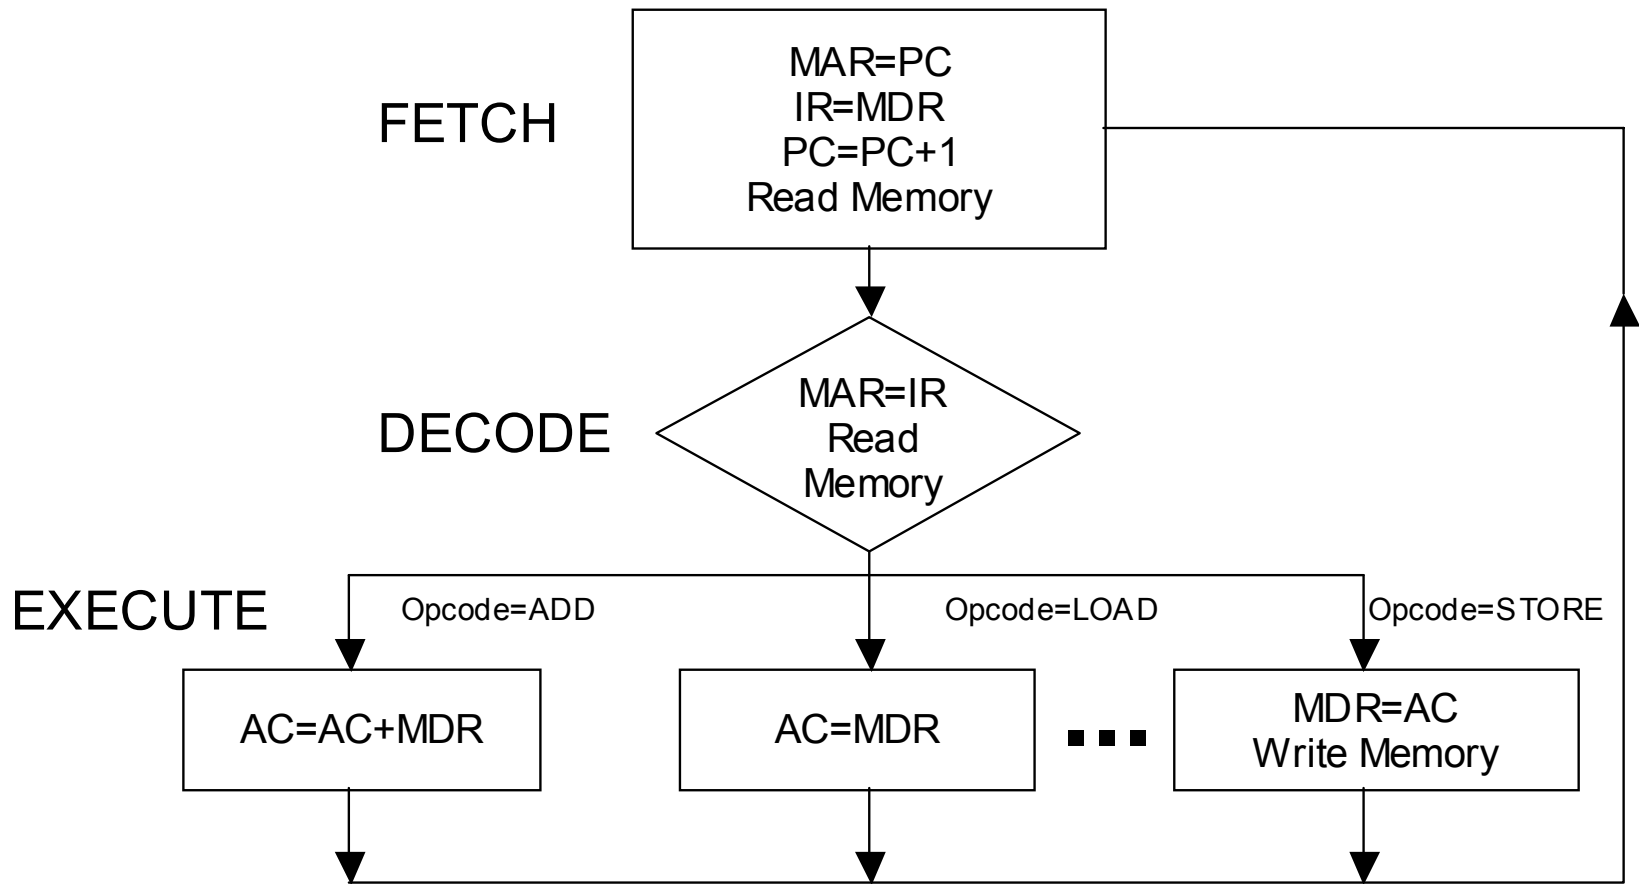 FETCH
MAR=PC
IR=MDR
PC=PC+1
Read Memory
DECODE
MAR=IR
Read
Memory
EXECUTE
Opcode=ADD
Opcode=LOAD
Opcode=STORE
AC=AC+MDR
AC=MDR
MDR=AC
Write Memory